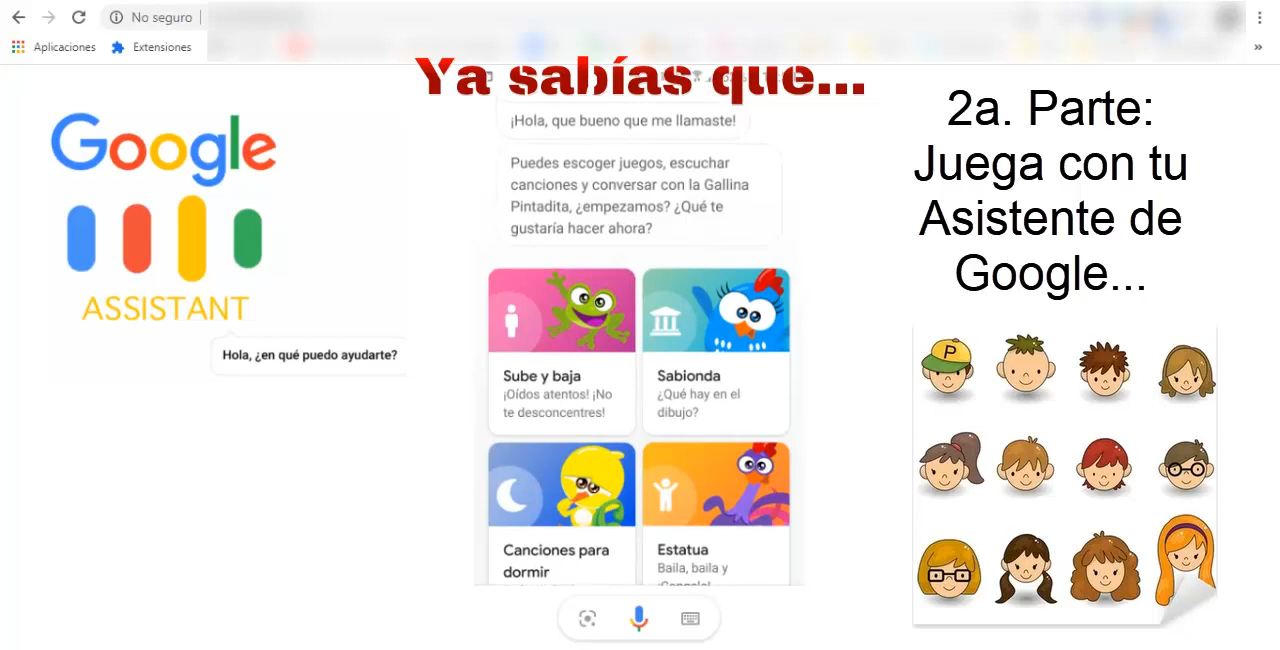 No seguro
Aplicaciones
Extensiones
Ya sabías que...
Google
ASSISTANT
Hola, ¿en qué puedo ayudarte?
¡Hola, que bueno que me llamaste!
Puedes escoger juegos, escuchar
canciones y conversar con la Gallina
Pintadita, ¿empezamos? ¿Qué te
gustaría hacer ahora?
Sube y baja
¡Oídos atentos! ¡No
te desconcentres!
Sabionda
¿Qué hay en el
dibujo?
Canciones para
dormir
Estatua
Baila, baila y
¡Congela!
2a. Parte:
Juega con tu
Asistente de
Google...
P